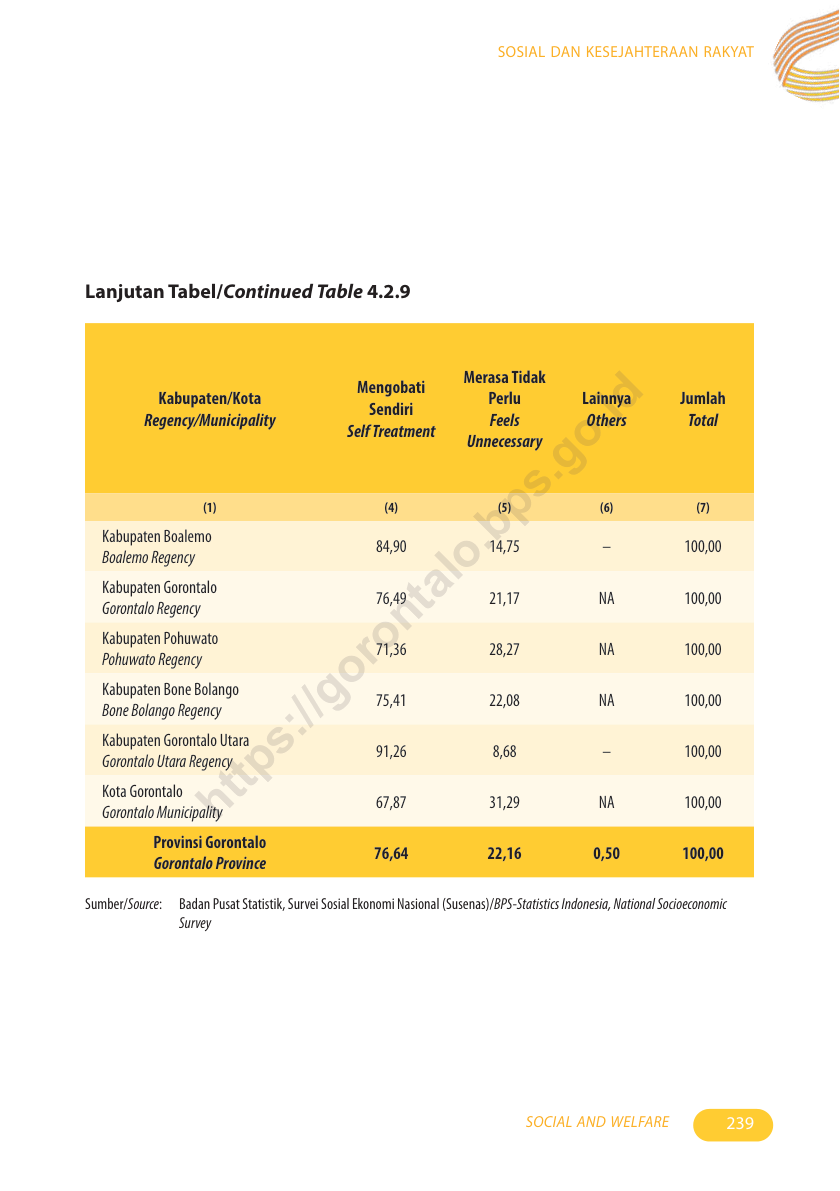 SOSIAL DAN KESEJAHTERAAN RAKYAT
Lanjutan Tabel/Continued Table 4.2.9
Kabupaten/Kota
Regency/Municipality
Mengobati
Sendiri
Self Treatment
Merasa Tidak
Perlu
Feels
Unnecessary
Lainnya
Others
Jumlah
Total
(1) (4) (5) (6) (7)
Kabupaten Boalemo
Boalemo Regency
84,90 14,75 – 100,00
Kabupaten Gorontalo
Gorontalo Regency
76,49 21,17 NA 100,00
Kabupaten Pohuwato
Pohuwato Regency
71,36 28,27 NA 100,00
Kabupaten Bone Bolango
Bone Bolango Regency
75,41 22,08 NA 100,00
Kabupaten Gorontalo Utara
Gorontalo Utara Regency
91,26 8,68 – 100,00
Kota Gorontalo
Gorontalo Municipality
67,87 31,29 NA 100,00
Provinsi Gorontalo
Gorontalo Province
76,64 22,16 0,50 100,00
Sumber/Source: Badan Pusat Statistik, Survei Sosial Ekonomi Nasional (Susenas)/BPS-Statistics Indonesia, National Socioeconomic
Survey
https://gorontalo.bps.go.id
SOCIAL AND WELFARE 239